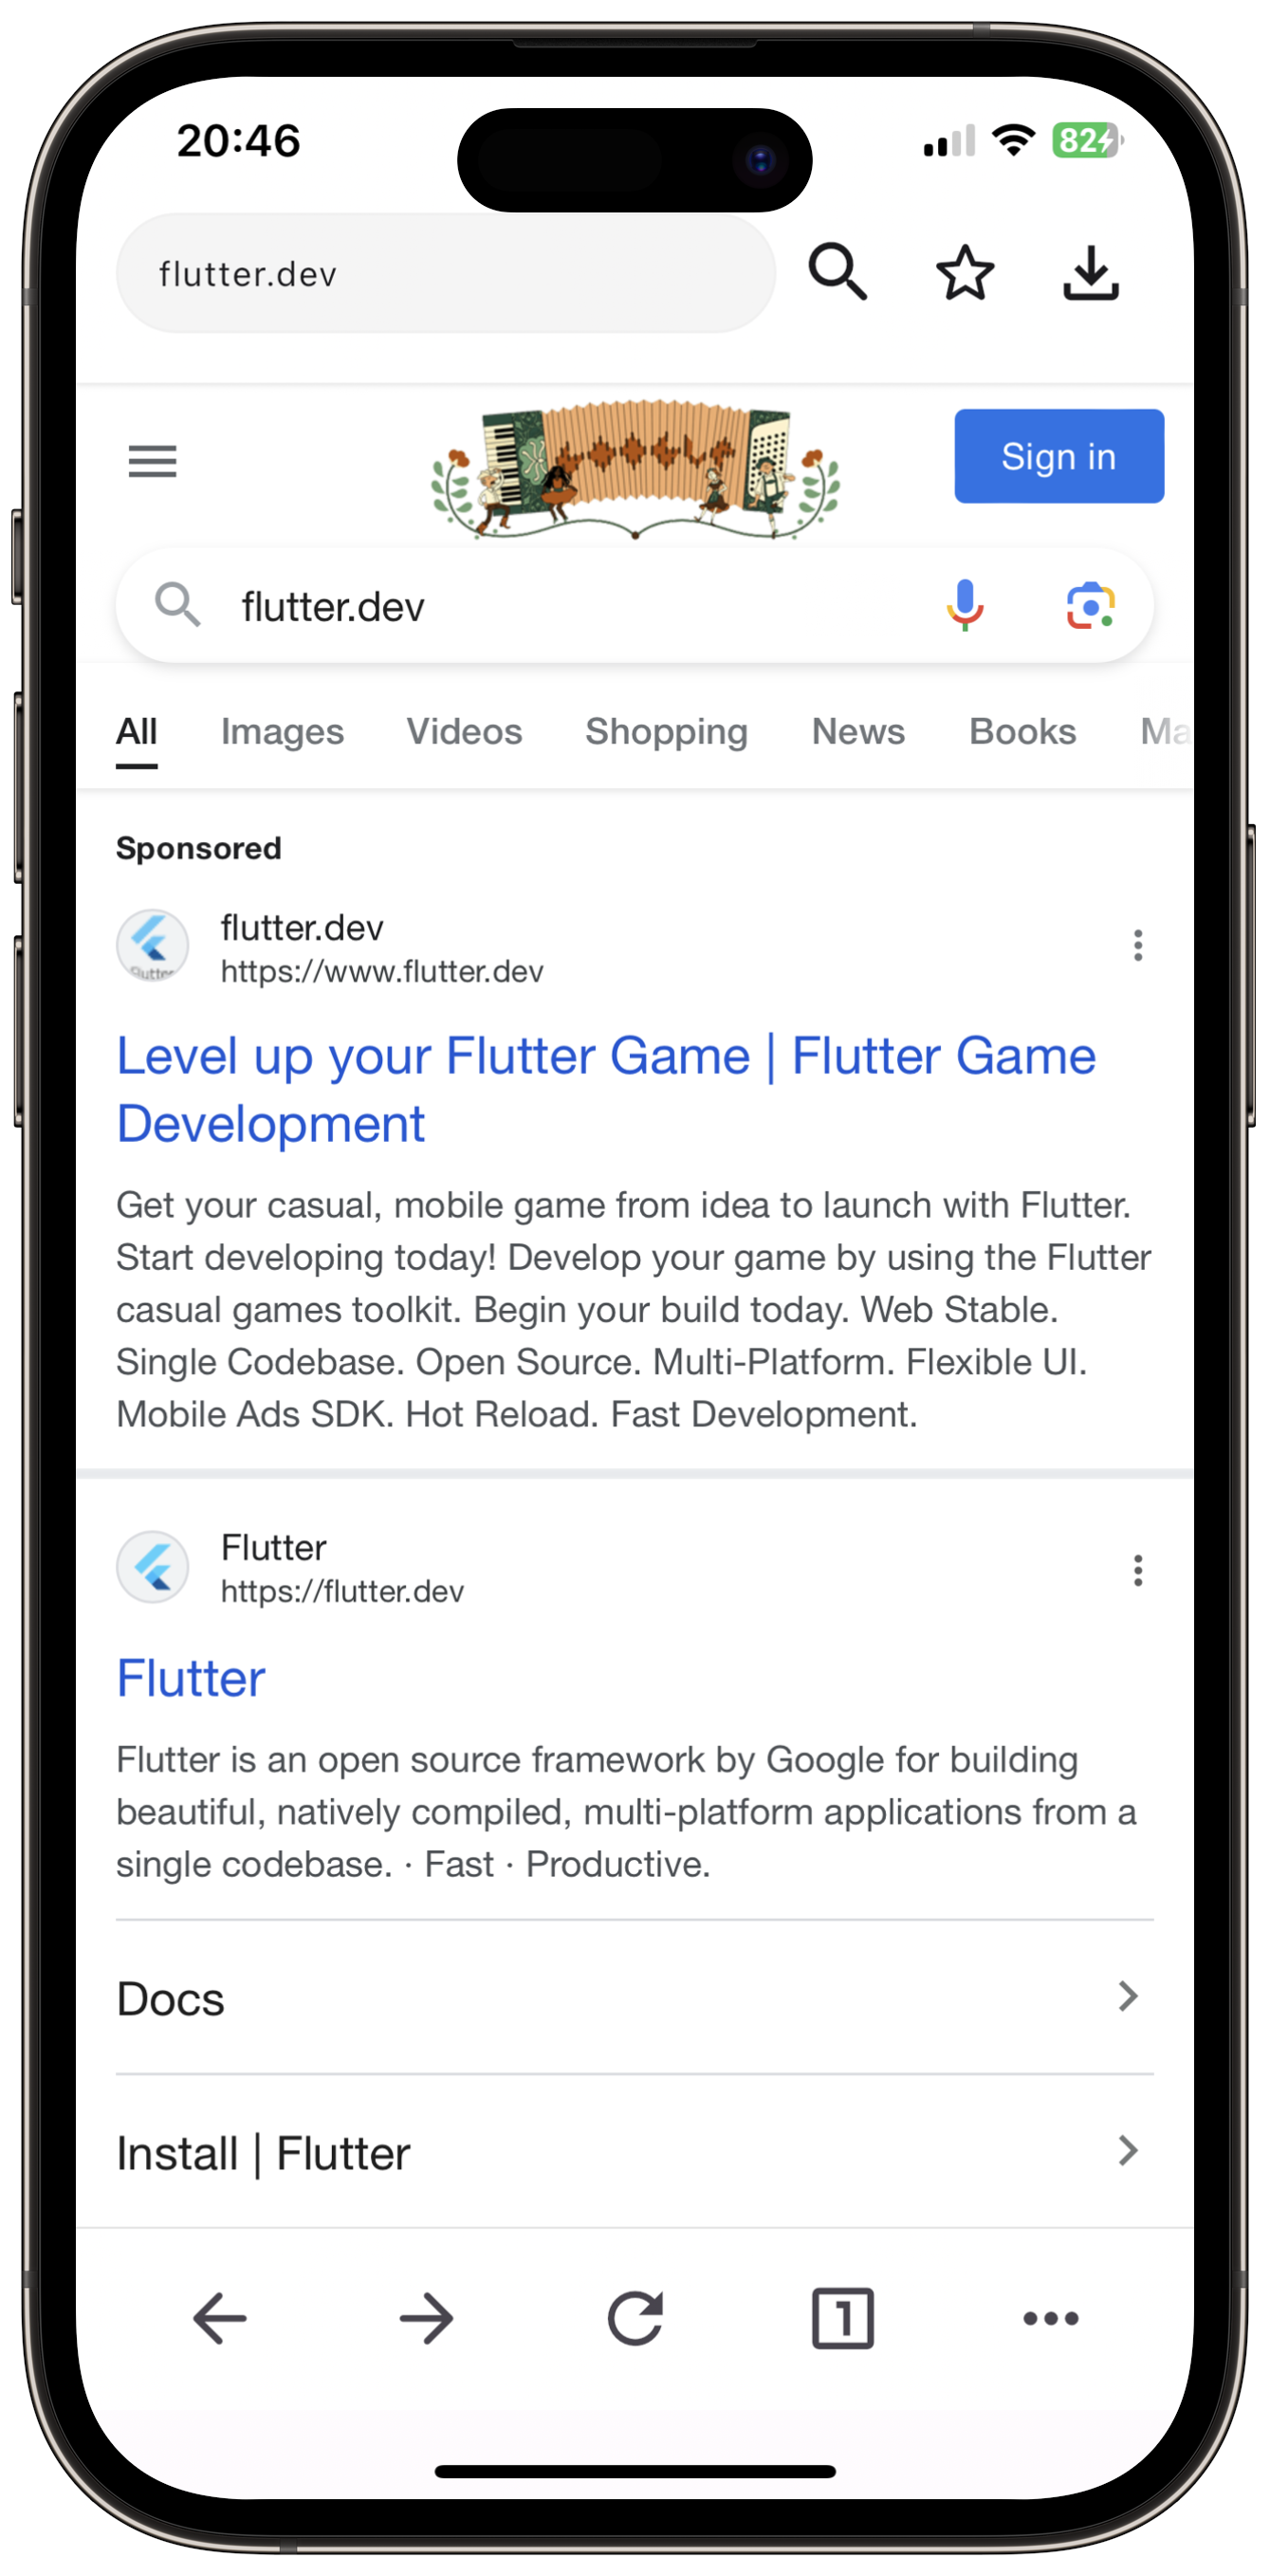 20:46
82
flutter.dev
Sign in
flutter.dev
All Images Videos Shopping News Books Ma
Sponsored
Flutter
flutter.dev
https://www.flutter.dev
Level up your Flutter Game | Flutter Game
Development
Get your casual, mobile game from idea to launch with Flutter.
Start developing today! Develop your game by using the Flutter
casual games toolkit. Begin your build today. Web Stable.
Single Codebase. Open Source. Multi-Platform. Flexible UI.
Mobile Ads SDK. Hot Reload. Fast Development.
Flutter
https://flutter.dev
Flutter
Flutter is an open source framework by Google for building
beautiful, natively compiled, multi-platform applications from a
single codebase. · Fast · Productive.
Docs
Install | Flutter
1